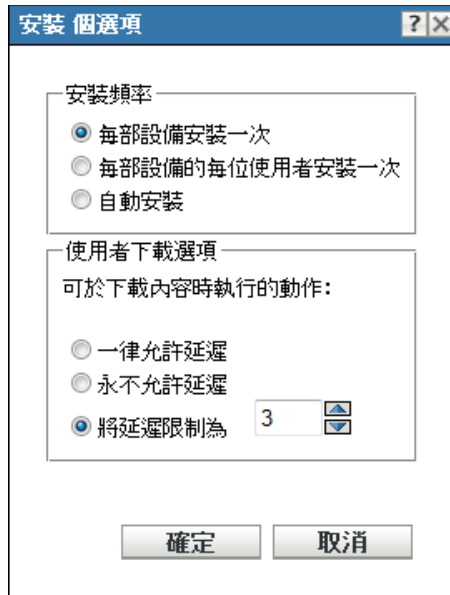 安裝 個選項
安裝頻率
每部設備安裝一次
每部設備的每位使用者安裝一次
自動安裝
使用者下載選項
可於下載內容時執行的動作:
一律允許延遲
永不允許延遲
將延遲限制為 3
確定 取消